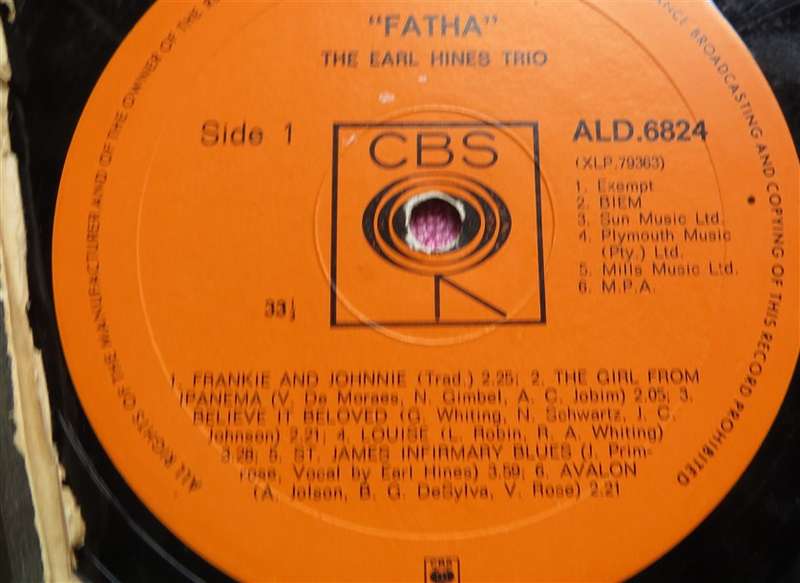 "FATHA"
THE EARL HINES TRIO
Side 1
CBS
ALD.6824
(XLP.79363)
1. Exempt
2. BIEM
3. Sun Music Ltd.
4. Plymouth Music
(Pty.) Ltd.
5. Mills Music Ltd.
6. M.P.A.
33⅓
1. FRANKIE AND JOHNNIE (Trad.) 2.25; 2. THE GIRL FROM
IPANEMA (V. De Moraes, N. Gimbel, A. C. Jobim) 2.05; 3.
BELIEVE IT BELOVED (G. Whiting, N. Schwartz, J. C.
Johnson) 2.21; 4. LOUISE (L. Robin, R. A. Whiting)
3.28; 5. ST. JAMES INFIRMARY BLUES (J. Prim-
rose, Vocal by Earl Hines) 3.59; 6. AVALON
(A. Jolson, B. G. DeSylva, V. Rose) 2.21
CBS
ALL RIGHTS OF THE MANUFACTURER AND OF THE OWNER OF THE
BROADCASTING AND COPYING OF THIS RECORD PROHIBITED